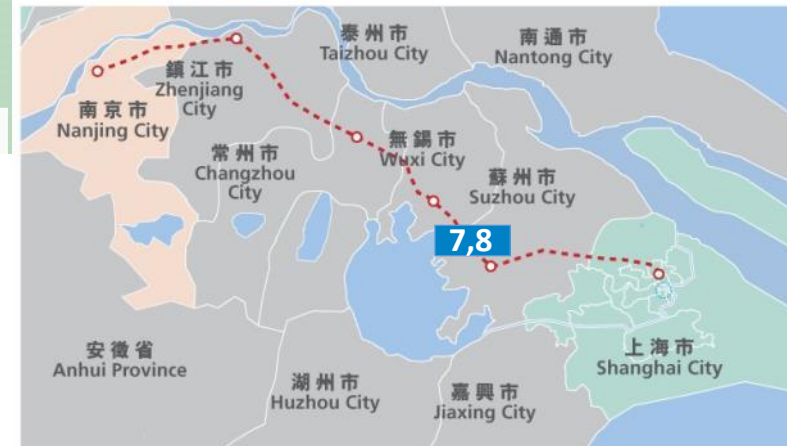 泰州市
Taizhou City
南通市
Nantong City
鎮江市
Zhenjiang
City
南京市
Nanjing City
無錫市
Wuxi City
常州市
Changzhou
City
蘇州市
Suzhou City
7,8
安徽省
Anhui Province
上海市
Shanghai City
湖州市
Huzhou City
嘉興市
Jiaxing City